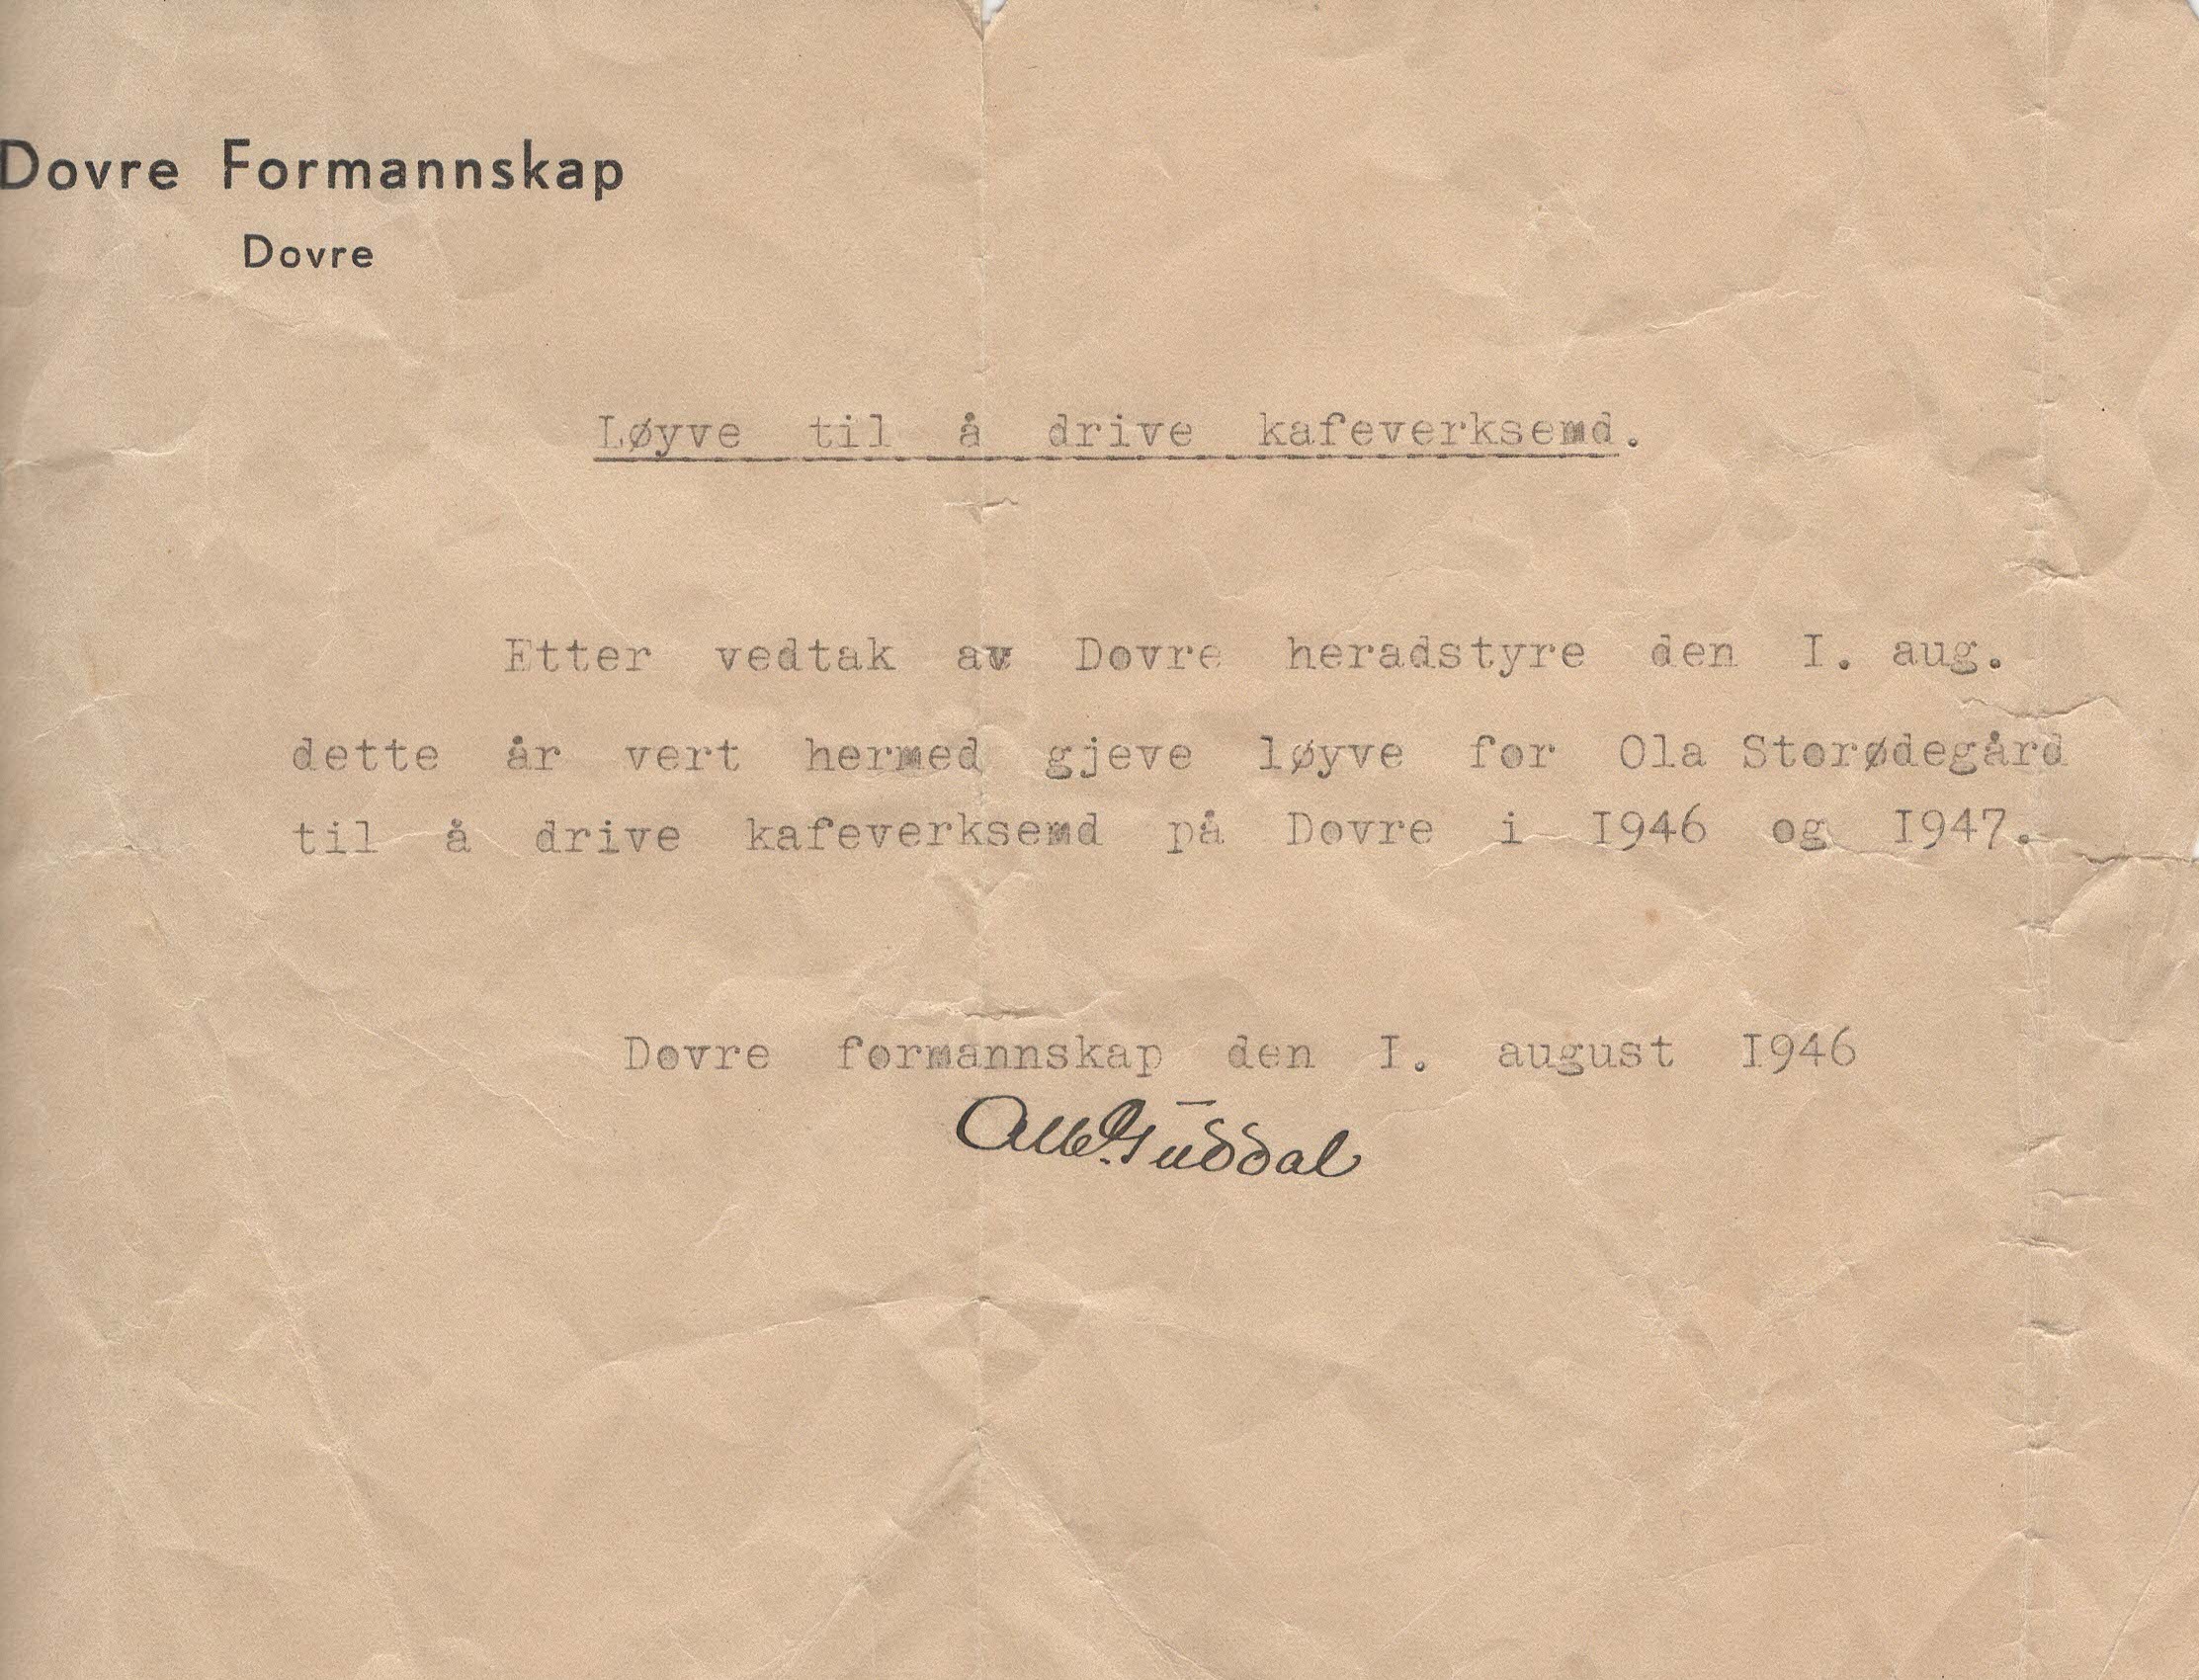 Dovre Formannskap
Dovre
Løyve til å drive kafeverksemd.
Etter vedtak av Dovre heradstyre den I. aug.
dette år vert hermed gjeve løyve for Ola Storødegård
til å drive kafeverksemd på Dovre i I946 og I947.
Dovre formannskap den I. august I946
Guddal